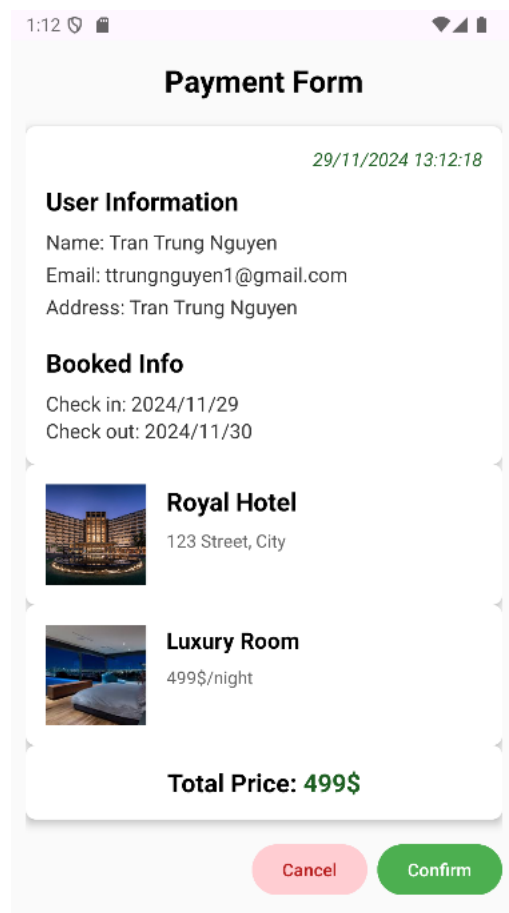 1:12
Payment Form
29/11/2024 13:12:18
User Information
Name: Tran Trung Nguyen
Email: ttrungnguyen1@gmail.com
Address: Tran Trung Nguyen
Booked Info
Check in: 2024/11/29
Check out: 2024/11/30
Royal Hotel
123 Street, City
Luxury Room
499$/night
Total Price: 499$
Cancel
Confirm